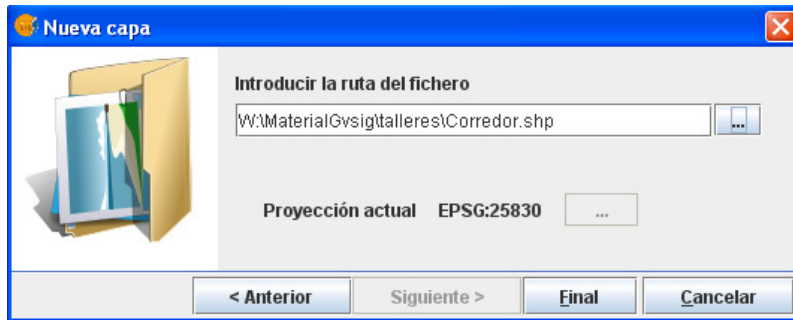 Nueva capa
Introducir la ruta del fichero
W:\MaterialGvsig\talleres\Corredor.shp
...
Proyección actual EPSG:25830 ...
< Anterior Siguiente > Final Cancelar